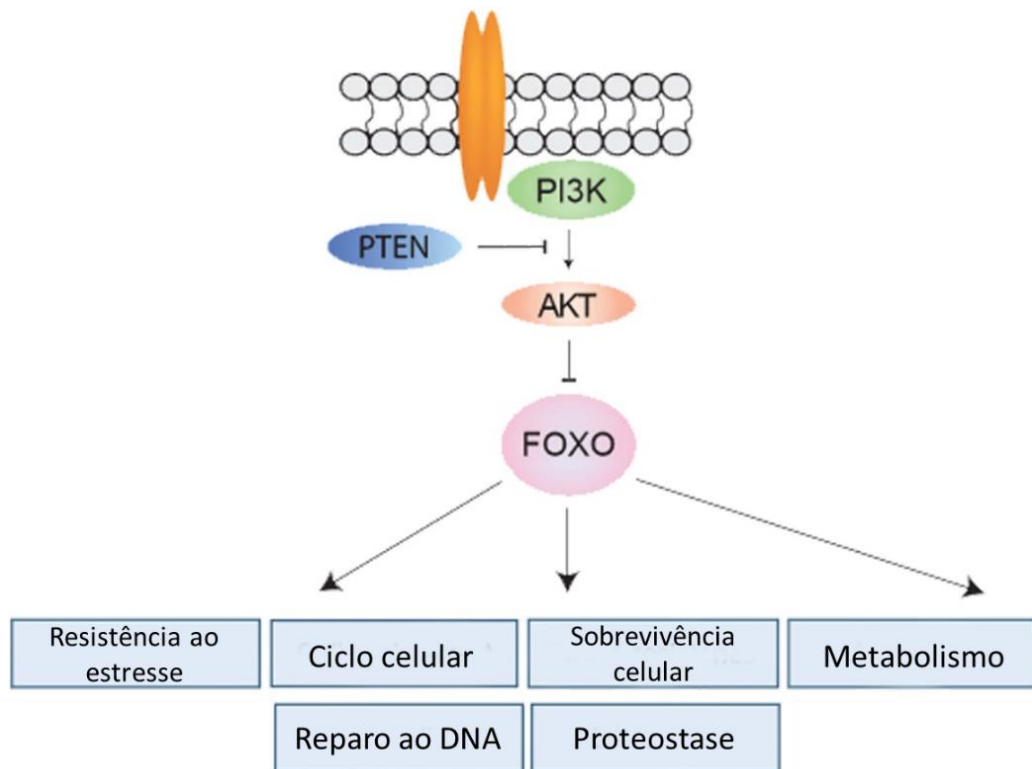 PI3K
PTEN
AKT
FOXO
Resistência ao
estresse
Ciclo celular
Sobrevivência
celular
Metabolismo
Reparo ao DNA
Proteostase